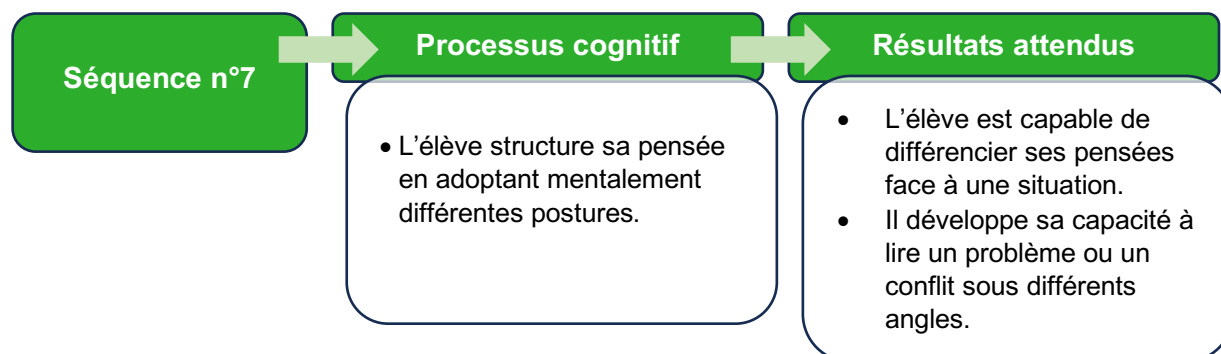 Séquence n°7
Processus cognitif
• L’élève structure sa pensée
en adoptant mentalement
différentes postures.
Résultats attendus
• L’élève est capable de
différencier ses pensées
face à une situation.
• Il développe sa capacité à
lire un problème ou un
conflit sous différents
angles.